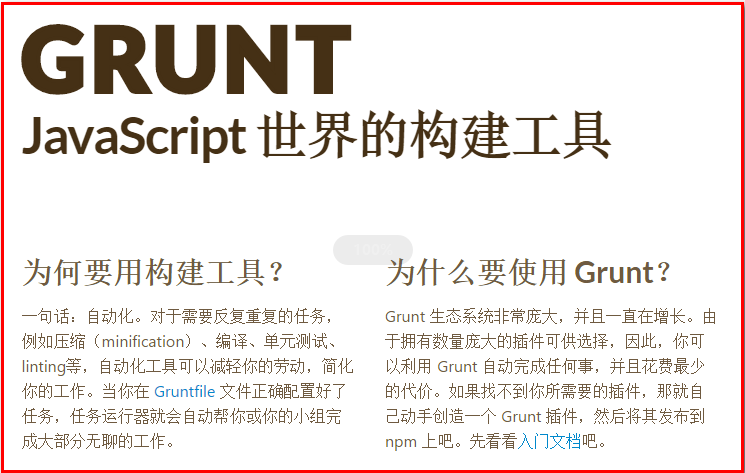 GRUNT
JavaScript 世界的构建工具
为何要用构建工具？
一句话：自动化。对于需要反复重复的任务，
例如压缩（minification）、编译、单元测试、
linting等，自动化工具可以减轻你的劳动，简化
你的工作。当你在 Gruntfile 文件正确配置好了
任务，任务运行器就会自动帮你或你的小组完
成大部分无聊的工作。
为什么要使用 Grunt？
Grunt 生态系统非常庞大，并且一直在增长。由
于拥有数量庞大的插件可供选择，因此，你可
以利用 Grunt 自动完成任何事，并且花费最少
的代价。如果找不到你所需要的插件，那就自
己动手创造一个 Grunt 插件，然后将其发布到
npm 上吧。先看看入门文档吧。